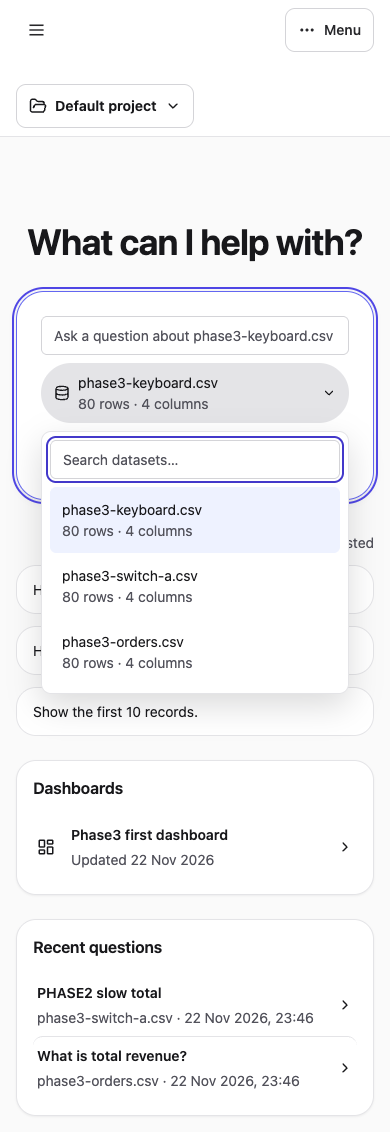 Menu
Default project
What can I help with?
Ask a question about phase3-keyboard.csv
phase3-keyboard.csv
80 rows · 4 columns
Search datasets…
phase3-keyboard.csv
80 rows · 4 columns
phase3-switch-a.csv
80 rows · 4 columns
phase3-orders.csv
80 rows · 4 columns
Show the first 10 records.
Dashboards
Phase3 first dashboard
Updated 22 Nov 2026
Recent questions
PHASE2 slow total
phase3-switch-a.csv · 22 Nov 2026, 23:46
What is total revenue?
phase3-orders.csv · 22 Nov 2026, 23:46